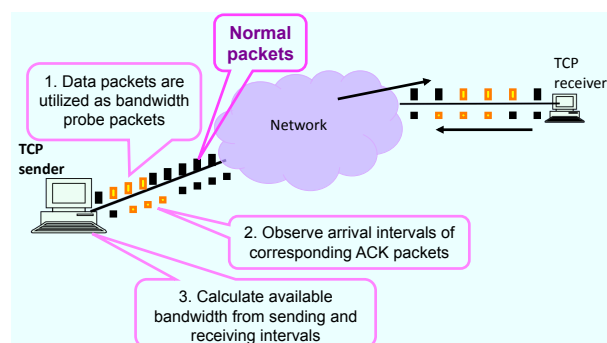 Normal
packets
1. Data packets are
utilized as bandwidth
probe packets
TCP
receiver
Network
TCP
sender
2. Observe arrival intervals of
corresponding ACK packets
3. Calculate available
bandwidth from sending and
receiving intervals